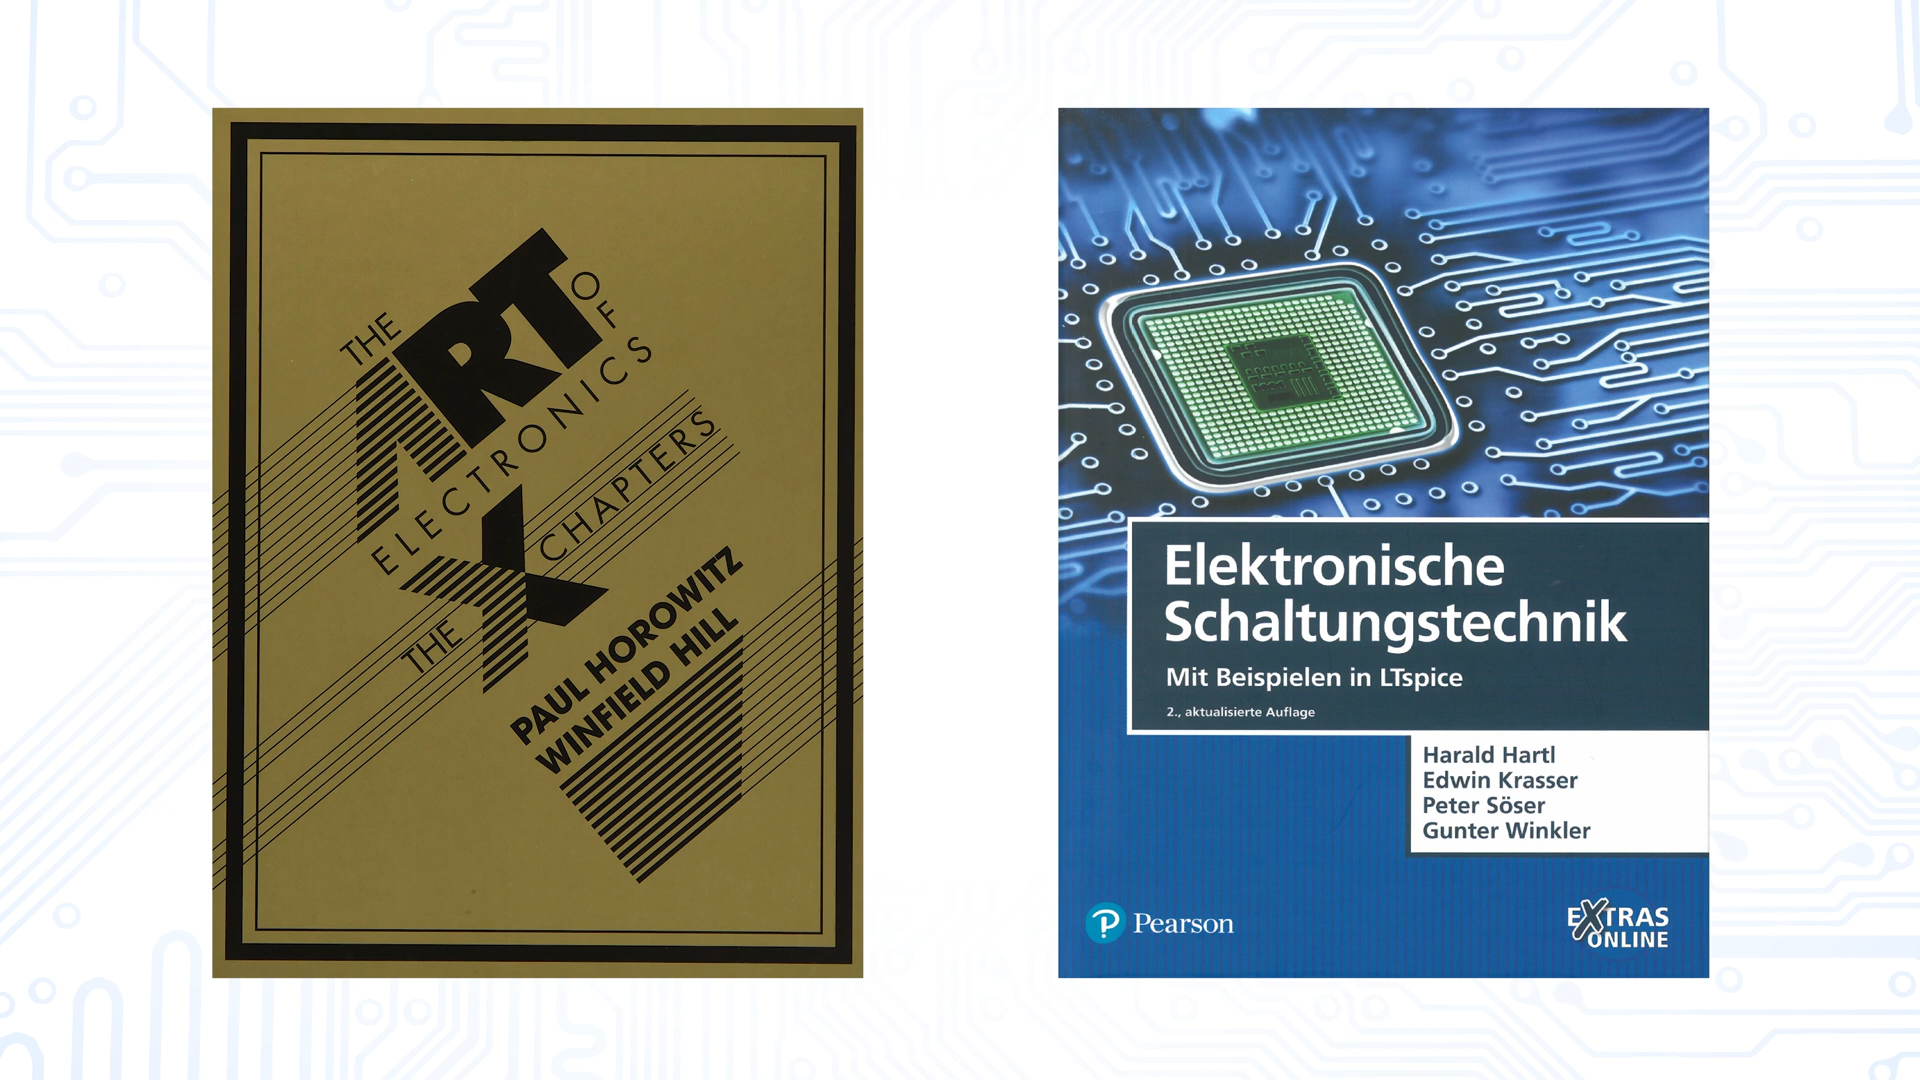 THE
ART
OF
ELECTRONICS
THE
X
CHAPTERS
PAUL HOROWITZ
WINFIELD HILL
Elektronische
Schaltungstechnik
Mit Beispielen in LTspice
2., aktualisierte Auflage
Harald Hartl
Edwin Krasser
Peter Söser
Gunter Winkler
P Pearson
EXTRAS
ONLINE